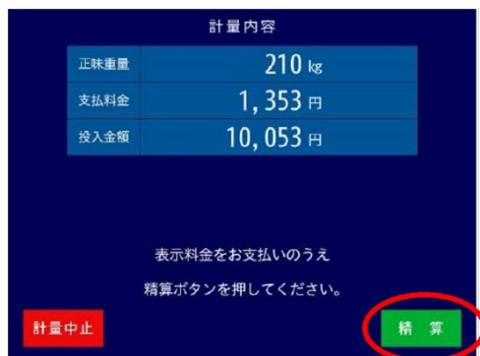 計量内容
正味重量 210 kg
支払料金 1,353 円
投入金額 10,053 円
表示料金をお支払いのうえ
精算ボタンを押してください。
計量中止 精 算